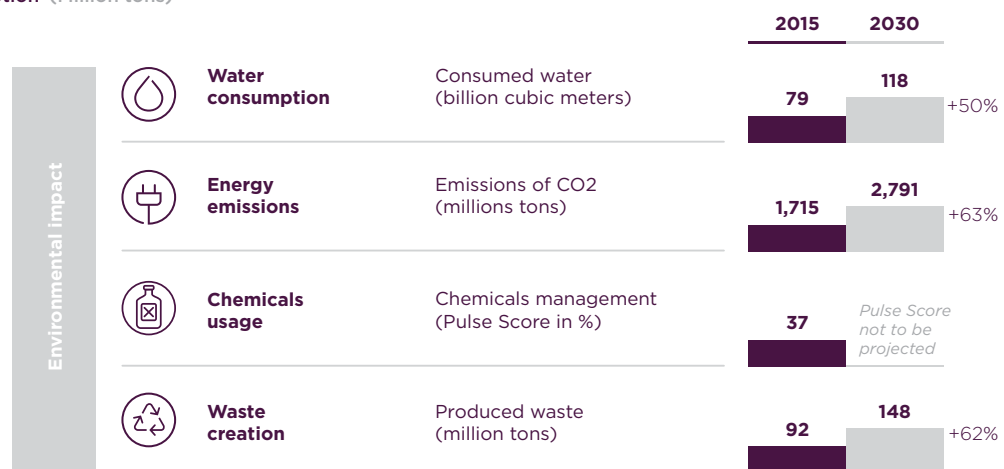 2015 2030
Environmental impact
Water
consumption
Consumed water
(billion cubic meters)
79
118
+50%
Energy
emissions
Emissions of CO2
(millions tons)
1,715
2,791
+63%
Chemicals
usage
Chemicals management
(Pulse Score in %)
37
Pulse Score
not to be
projected
Waste
creation
Produced waste
(million tons)
92
148
+62%